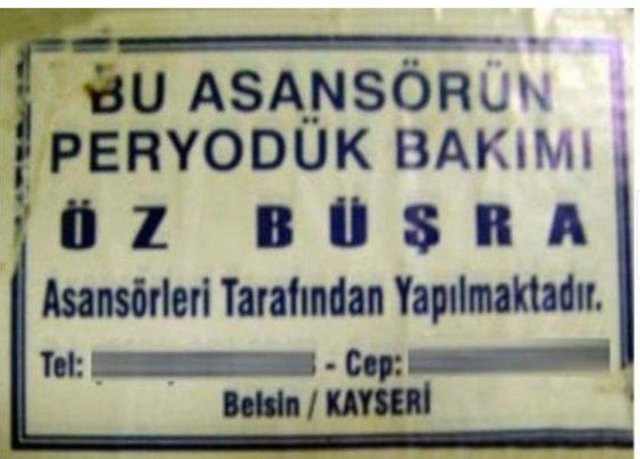 BU ASANSÖRÜN
PERYODÜK BAKIMI
ÖZ BÜŞRA
Asansörleri Tarafından Yapılmaktadır.
Tel: - Cep:
Belsin / KAYSERİ